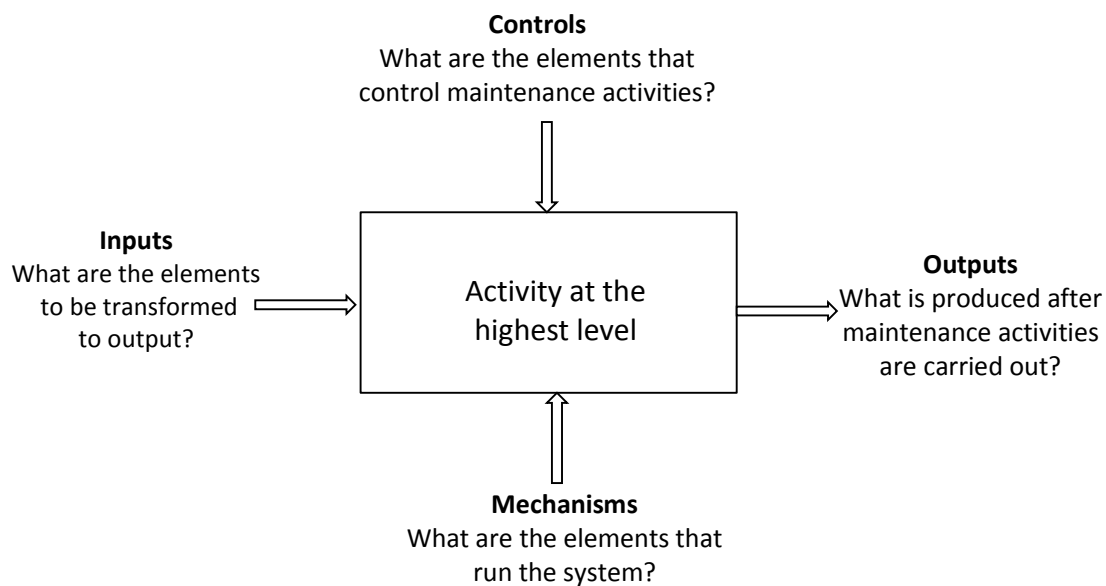 Controls
What are the elements that
control maintenance activities?
Inputs
What are the elements
to be transformed
to output?
Activity at the
highest level
Outputs
What is produced after
maintenance activities
are carried out?
Mechanisms
What are the elements that
run the system?